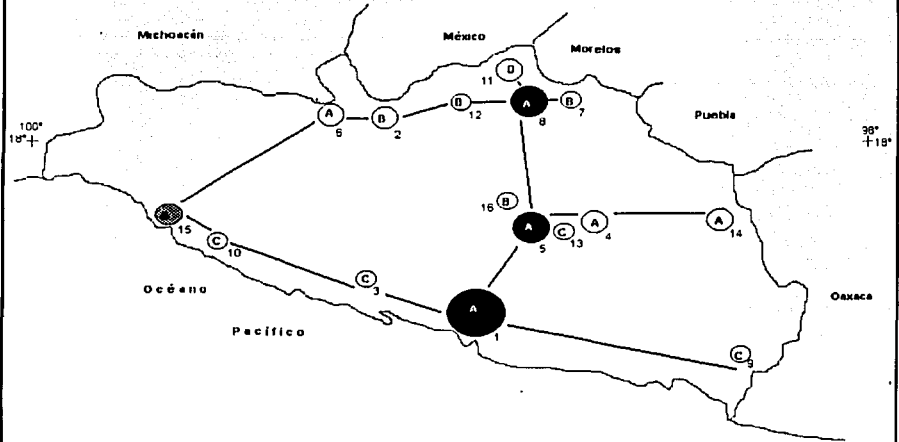 Michoacán
México
Morelos
D
11
A
6
B
2
D
12
A
8
B
7
Puebla
100°
18°
98°
18°
B
16
A
5
C
13
A
4
A
14
15
C
10
C
3
Océano
Pacífico
A
1
C
9
Oaxaca